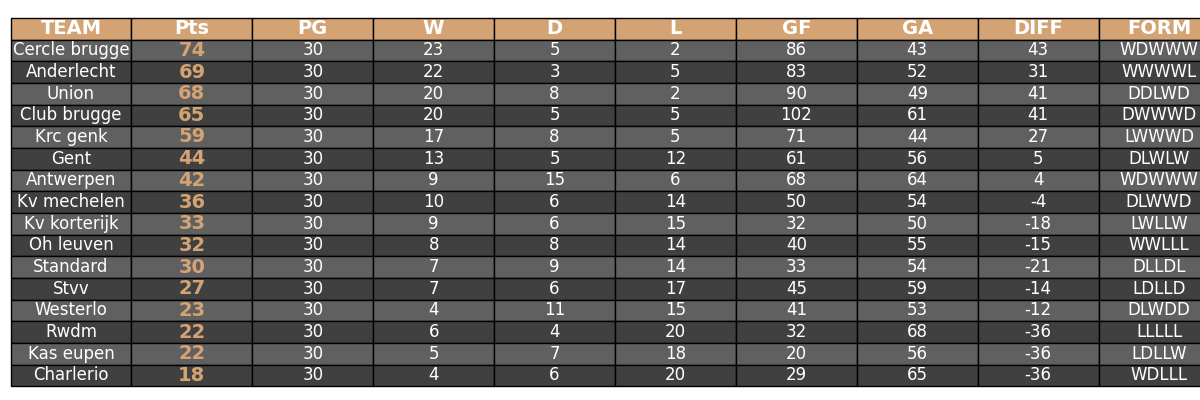 TEAM Pts PG W D L GF GA DIFF FORM
Cercle brugge 74 30 23 5 2 86 43 43 WDWWW
Anderlecht 69 30 22 3 5 83 52 31 WWWWL
Union 68 30 20 8 2 90 49 41 DDLWD
Club brugge 65 30 20 5 5 102 61 41 DWWWD
Krc genk 59 30 17 8 5 71 44 27 LWWWD
Gent 44 30 13 5 12 61 56 5 DLWLW
Antwerpen 42 30 9 15 6 68 64 4 WDWWW
Kv mechelen 36 30 10 6 14 50 54 -4 DLWWD
Kv korterijk 33 30 9 6 15 32 50 -18 LWLLW
Oh leuven 32 30 8 8 14 40 55 -15 WWLLL
Standard 30 30 7 9 14 33 54 -21 DLLDL
Stvv 27 30 7 6 17 45 59 -14 LDLLD
Westerlo 23 30 4 11 15 41 53 -12 DLWDD
Rwdm 22 30 6 4 20 32 68 -36 LLLLL
Kas eupen 22 30 5 7 18 20 56 -36 LDLLW
Charlerio 18 30 4 6 20 29 65 -36 WDLLL